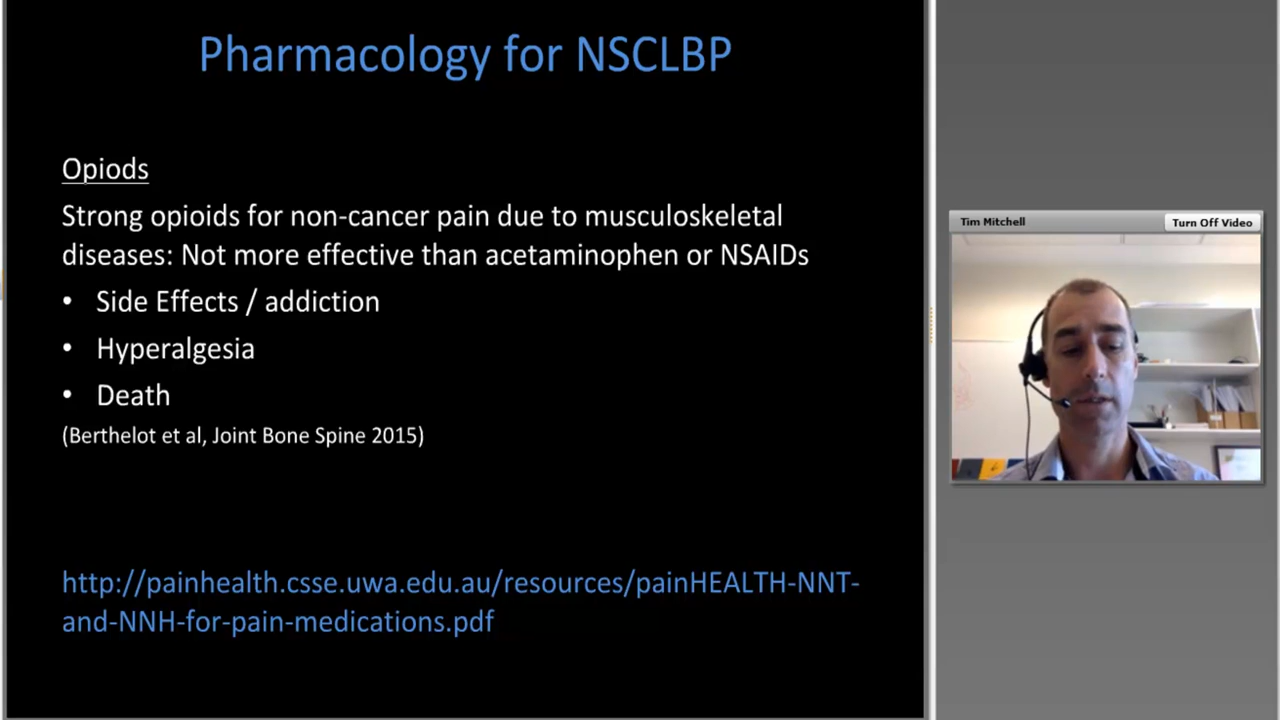 Pharmacology for NSCLBP
Opiods
Strong opioids for non-cancer pain due to musculoskeletal
diseases: Not more effective than acetaminophen or NSAIDs
• Side Effects / addiction
• Hyperalgesia
• Death
(Berthelot et al, Joint Bone Spine 2015)
http://painhealth.csse.uwa.edu.au/resources/painHEALTH-NNT-
and-NNH-for-pain-medications.pdf
Tim Mitchell
Turn Off Video